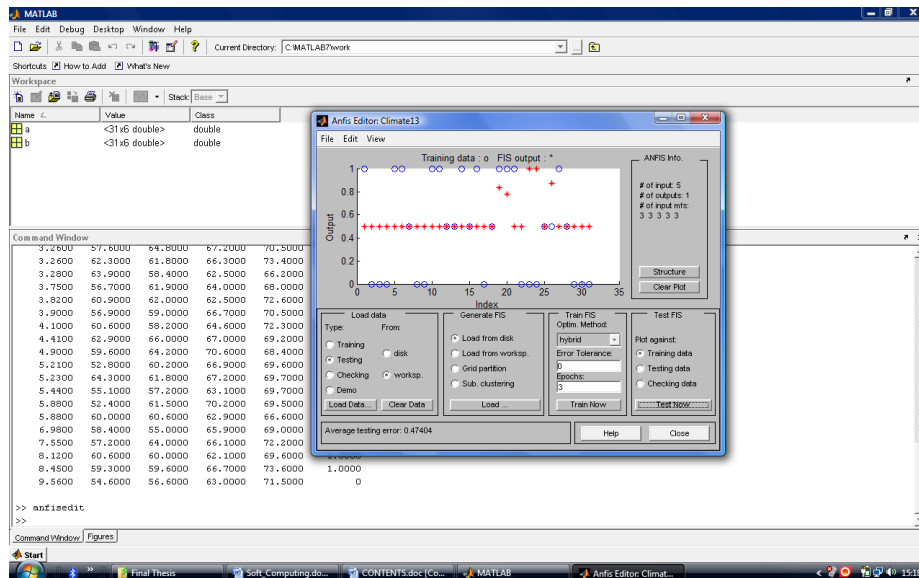 MATLAB
File Edit Debug Desktop Window Help
Current Directory: C:\MATLAB7\work
Shortcuts How to Add What's New
Workspace
Stack: Base
Name Value Class
a <31x6 double> double
b <31x6 double> double
Command Window
3.2600 57.6000 64.8000 67.2000 70.5000
3.2600 62.3000 61.8000 66.3000 73.4000
3.2800 63.9000 58.4000 62.5000 66.2000
3.7500 56.7000 61.9000 64.0000 68.0000
3.8200 60.9000 62.0000 62.5000 72.6000
3.9000 56.9000 59.0000 66.7000 70.5000
4.1000 60.6000 58.2000 64.6000 72.3000
4.4100 62.9000 66.0000 67.0000 69.2000
4.9000 59.6000 64.2000 70.6000 68.4000
5.2100 52.8000 60.2000 66.9000 69.6000
5.2300 64.3000 61.8000 67.2000 69.7000
5.4400 55.1000 57.2000 63.1000 69.7000
5.8800 52.4000 61.5000 70.2000 69.5000
5.8800 60.0000 60.6000 62.9000 66.6000
6.9800 58.4000 55.0000 65.9000 69.0000
7.5500 57.2000 64.0000 66.1000 72.2000
8.1200 60.6000 60.0000 62.1000 69.6000
8.4500 59.3000 59.6000 66.7000 73.6000 1.0000
9.5600 54.6000 56.6000 63.0000 71.5000 0
>> anfisedit
>>
Command Window Figures
Start
Anfis Editor: Climate13
File Edit View
Training data : o FIS output : *
Output
1
0.8
0.6
0.4
0.2
0
0 5 10 15 20 25 30 35
Index
ANFIS Info.
# of input: 5
# of outputs: 1
# of input mfs:
3 3 3 3 3
Structure
Clear Plot
Load data
Type: From:
Training
Testing
Checking
Demo
disk
worksp.
Load Data... Clear Data
Generate FIS
Load from disk
Load from worksp.
Grid partition
Sub. clustering
Load ...
Train FIS
Optim. Method:
hybrid
Error Tolerance:
0
Epochs:
3
Train Now
Test FIS
Plot against:
Training data
Testing data
Checking data
Test Now
Average testing error: 0.47404
Help Close
Final Thesis Soft_Computing.do... CONTENTS.doc [Co... MATLAB Anfis Editor: Climat...